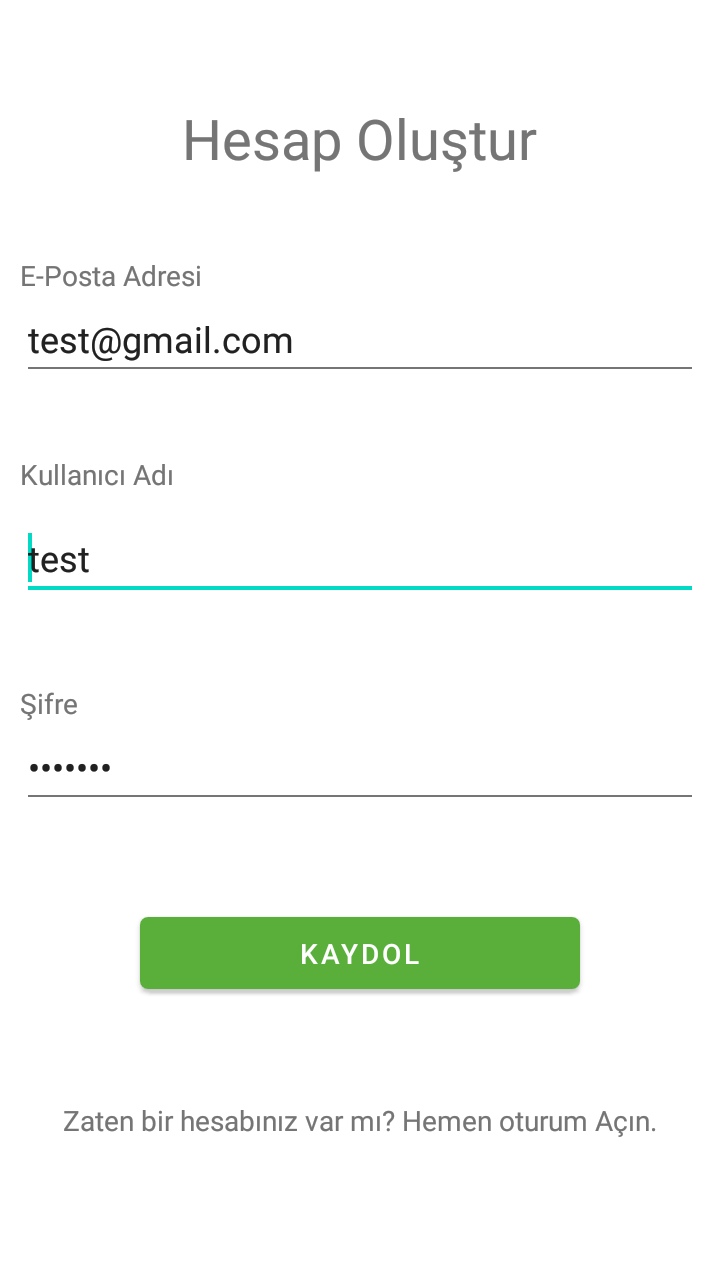 Hesap Oluştur
E-Posta Adresi
test@gmail.com
Kullanıcı Adı
test
Şifre
•••••••
KAYDOL
Zaten bir hesabınız var mı? Hemen oturum Açın.